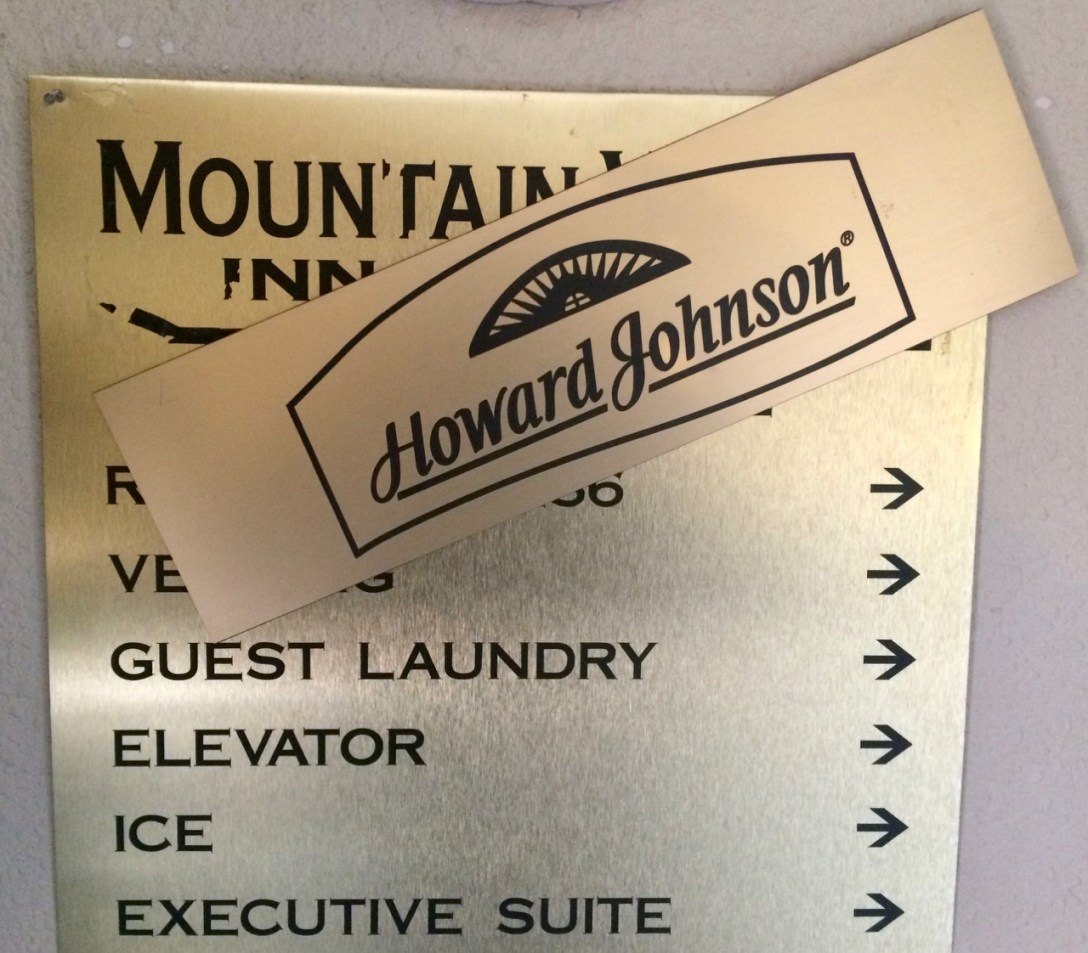 MOUNTAIN
INN
Howard Johnson®
GUEST LAUNDRY
ELEVATOR
ICE
EXECUTIVE SUITE